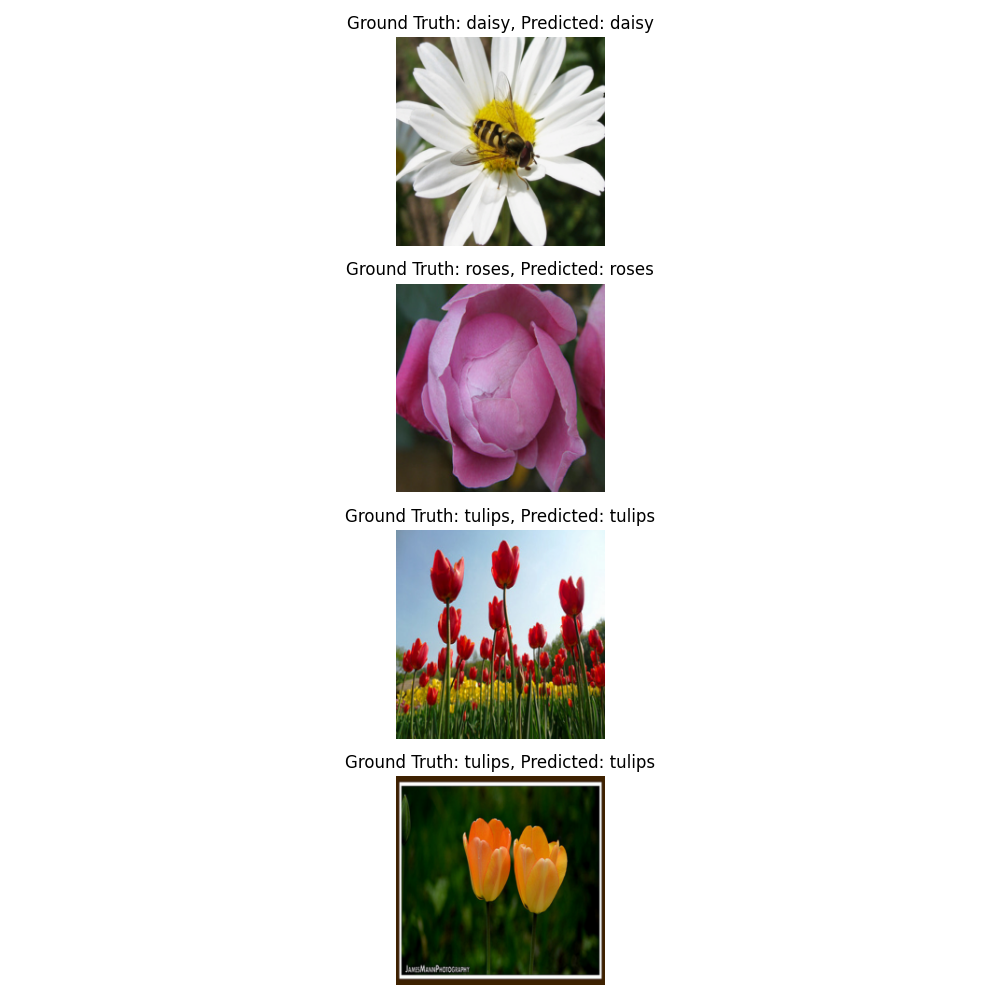 Ground Truth: daisy, Predicted: daisy
Ground Truth: roses, Predicted: roses
Ground Truth: tulips, Predicted: tulips
Ground Truth: tulips, Predicted: tulips
JamesMannPhotography